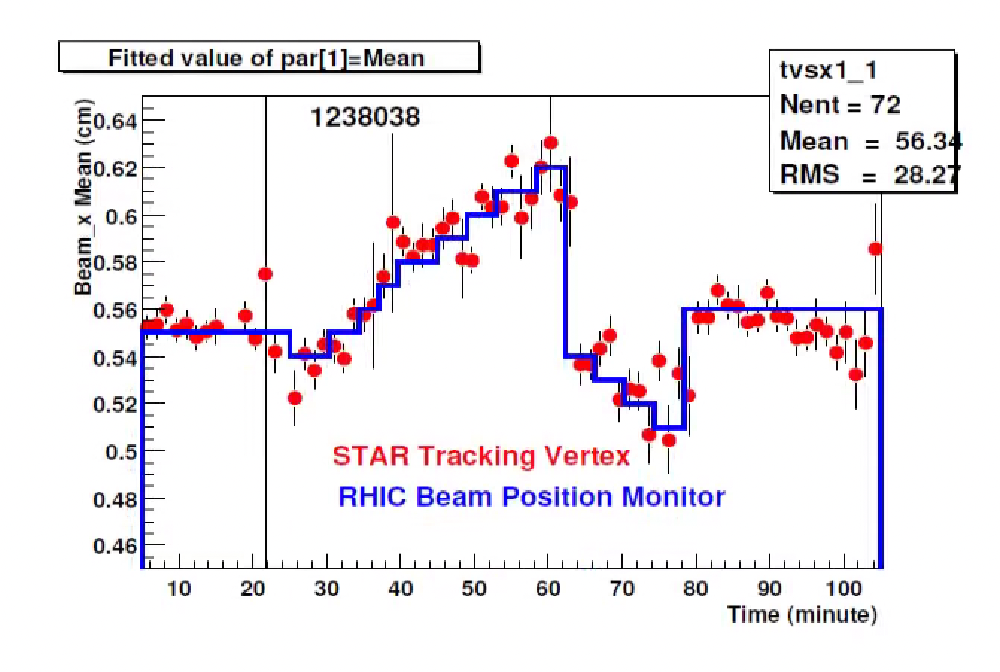 Fitted value of par[1]=Mean
tvsx1_1
Nent = 72
Mean = 56.34
RMS = 28.27
1238038
Beam_x Mean (cm)
0.64
0.62
0.6
0.58
0.56
0.54
0.52
0.5
0.48
0.46
STAR Tracking Vertex
RHIC Beam Position Monitor
10 20 30 40 50 60 70 80 90 100
Time (minute)